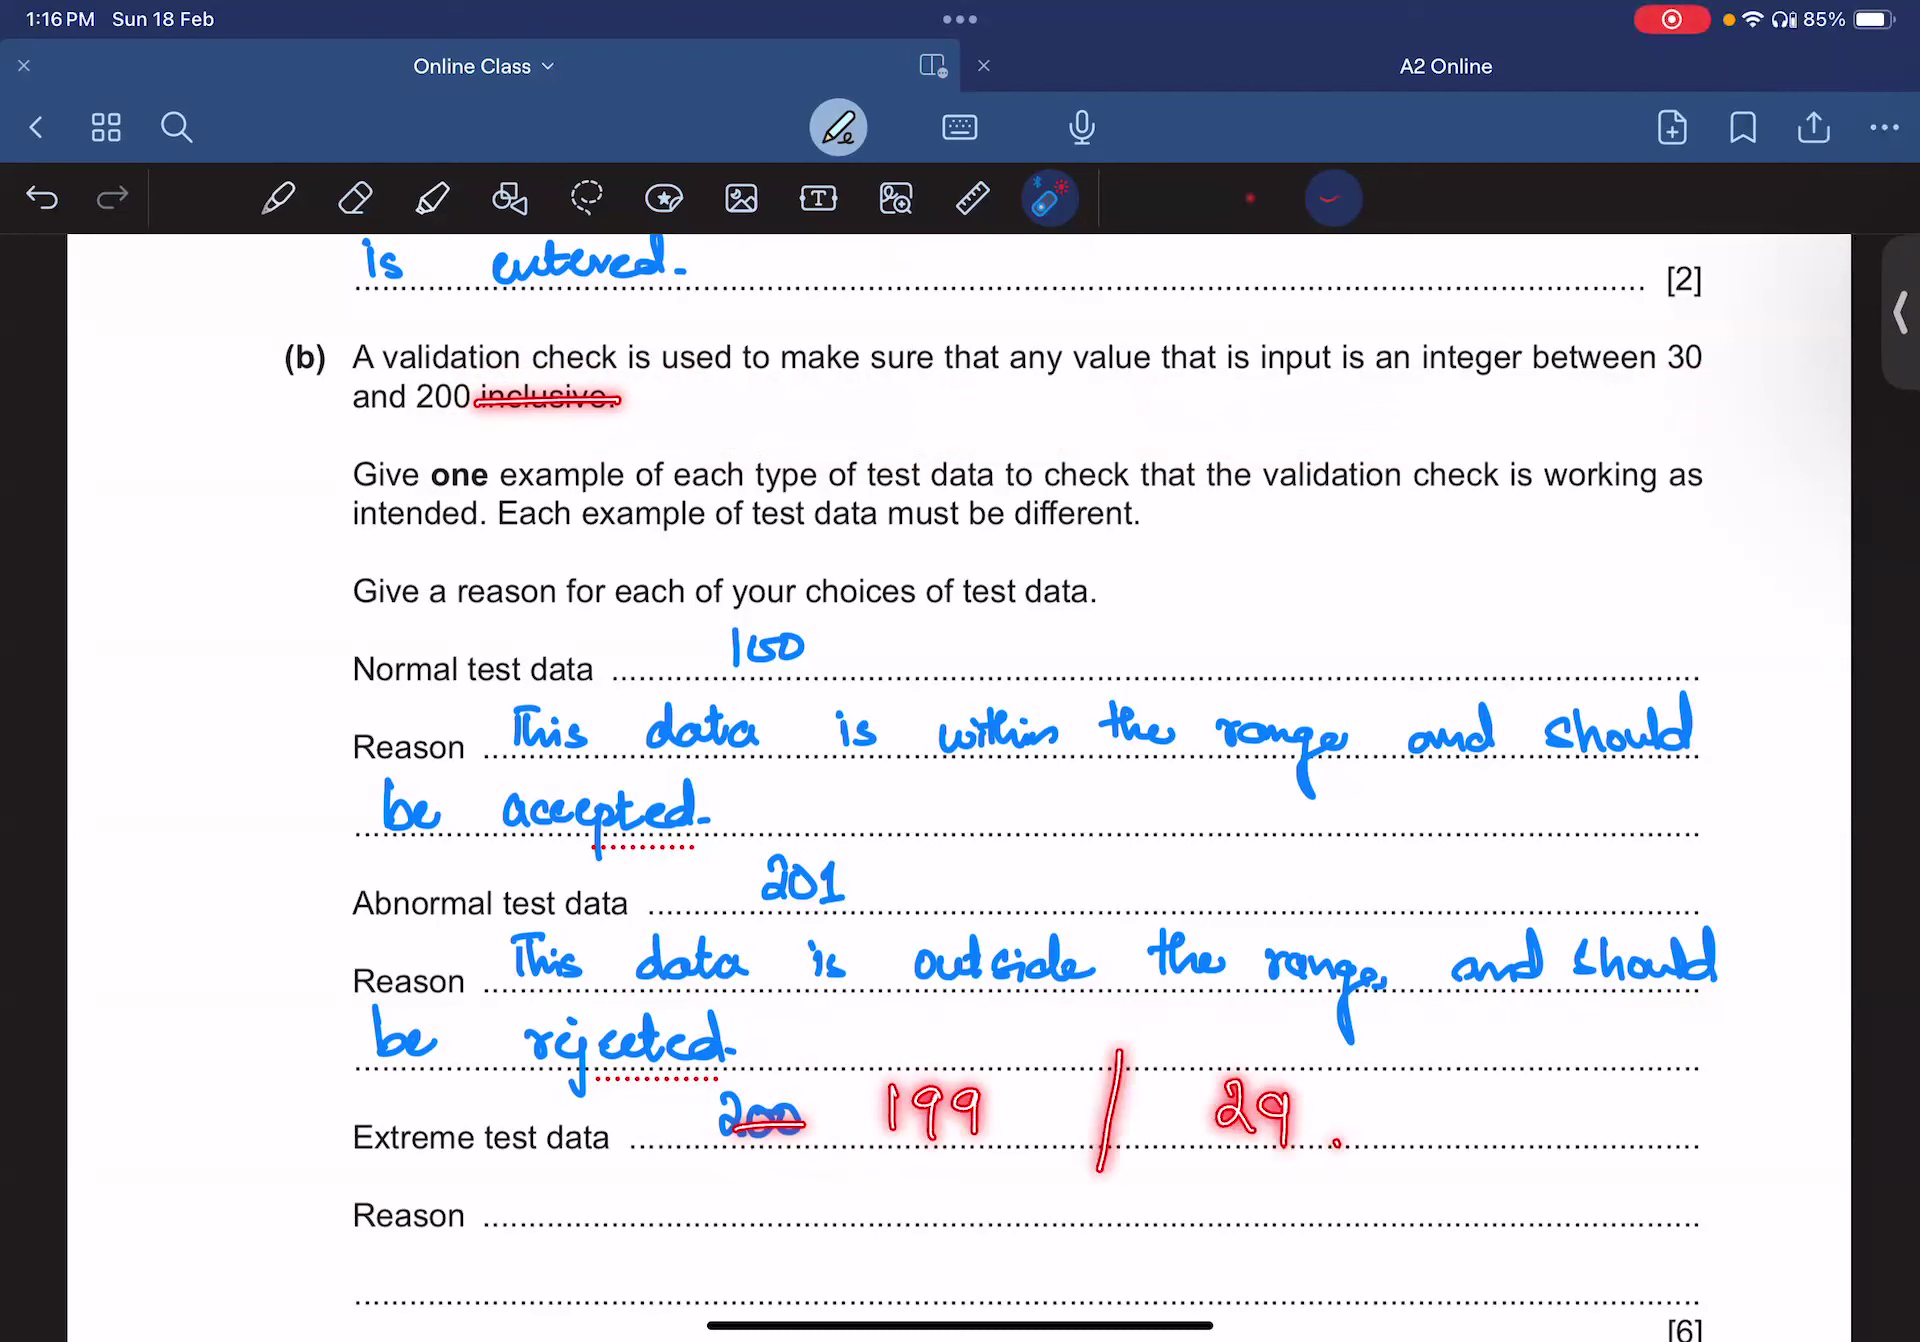 1:16 PM Sun 18 Feb
85%
Online Class
A2 Online
is entered.
[2]
(b) A validation check is used to make sure that any value that is input is an integer between 30
and 200 inclusive.
Give one example of each type of test data to check that the validation check is working as
intended. Each example of test data must be different.
Give a reason for each of your choices of test data.
Normal test data 150
Reason This data is within the range and should
be accepted.
Abnormal test data 201
Reason This data is outside the range and should
be rejected.
Extreme test data 200 199 / 29.
Reason
[6]